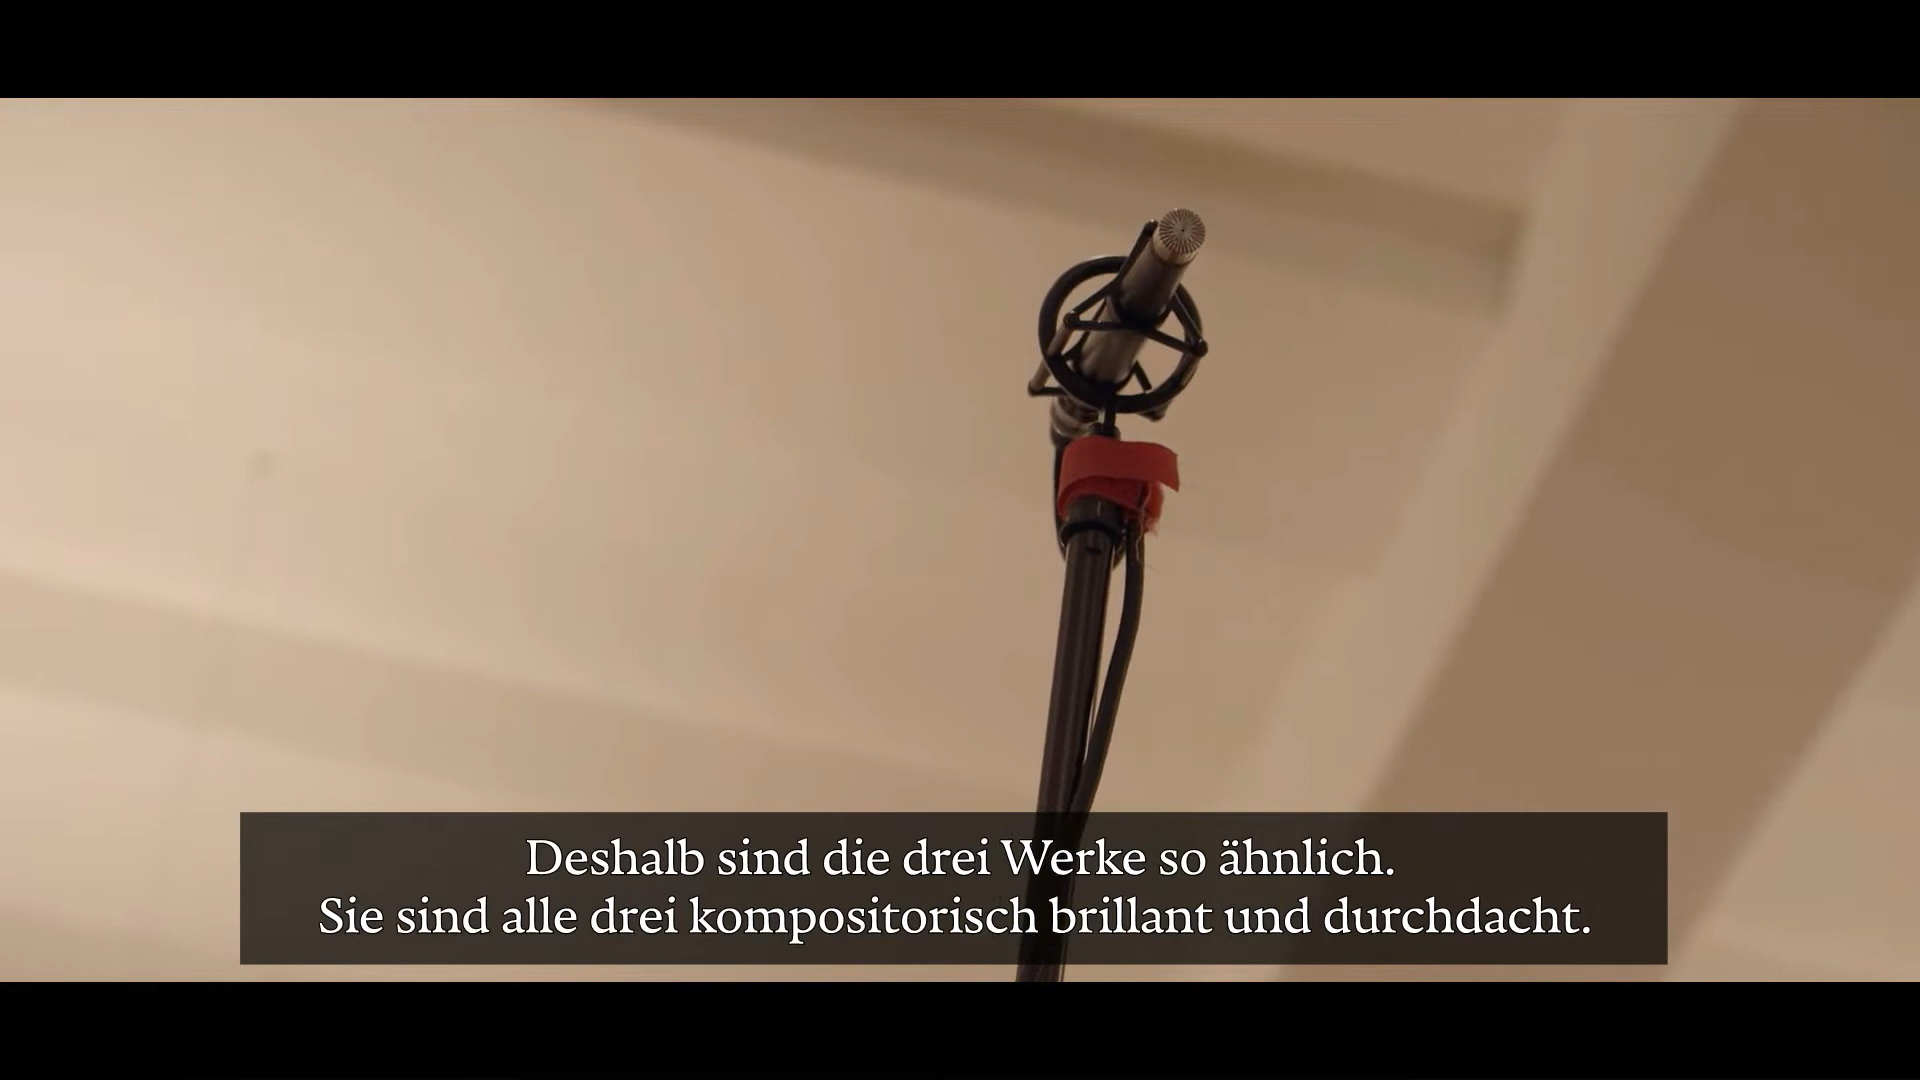 Deshalb sind die drei Werke so ähnlich.
Sie sind alle drei kompositorisch brillant und durchdacht.